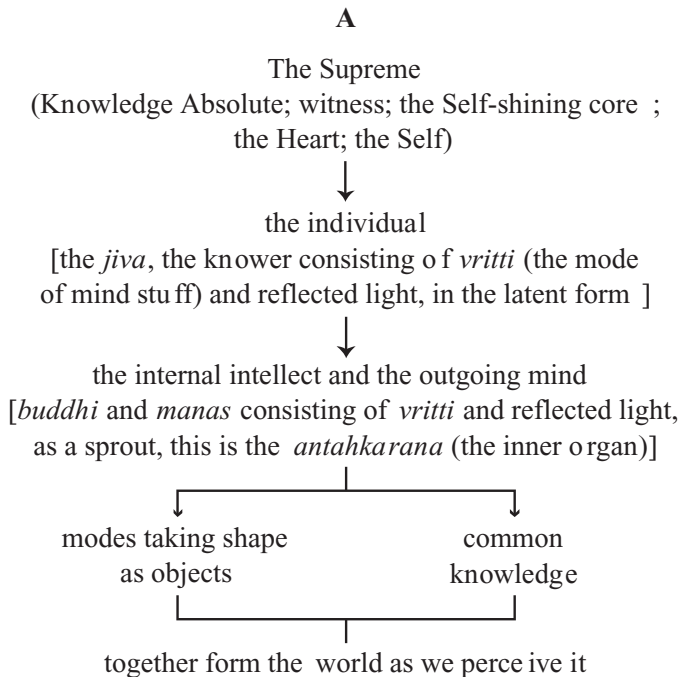 A
The Supreme
(Knowledge Absolute; witness; the Self-shining core ;
the Heart; the Self)
the individual
[the jiva, the knower consisting of vritti (the mode
of mind stuff) and reflected light, in the latent form ]
the internal intellect and the outgoing mind
[buddhi and manas consisting of vritti and reflected light,
as a sprout, this is the antahkarana (the inner organ)]
modes taking shape
as objects
common
knowledge
together form the world as we perceive it